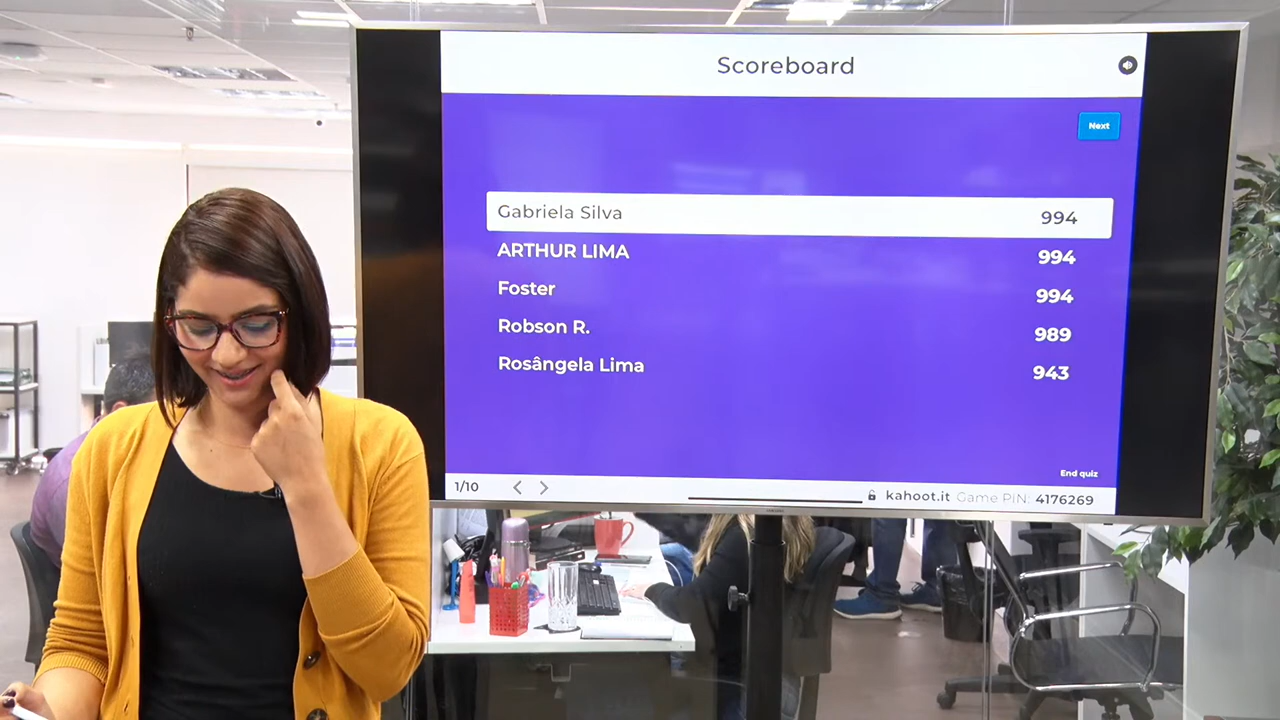 Scoreboard
Next
Gabriela Silva 994
ARTHUR LIMA 994
Foster 994
Robson R. 989
Rosângela Lima 943
End quiz
1/10 kahoot.it Game PIN: 4176269